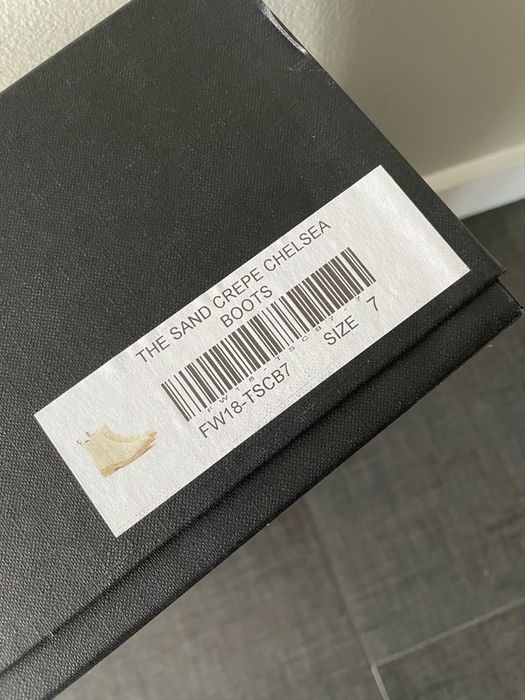 THE SAND CREPE CHELSEA
BOOTS
FW18-TSCB7 SIZE 7